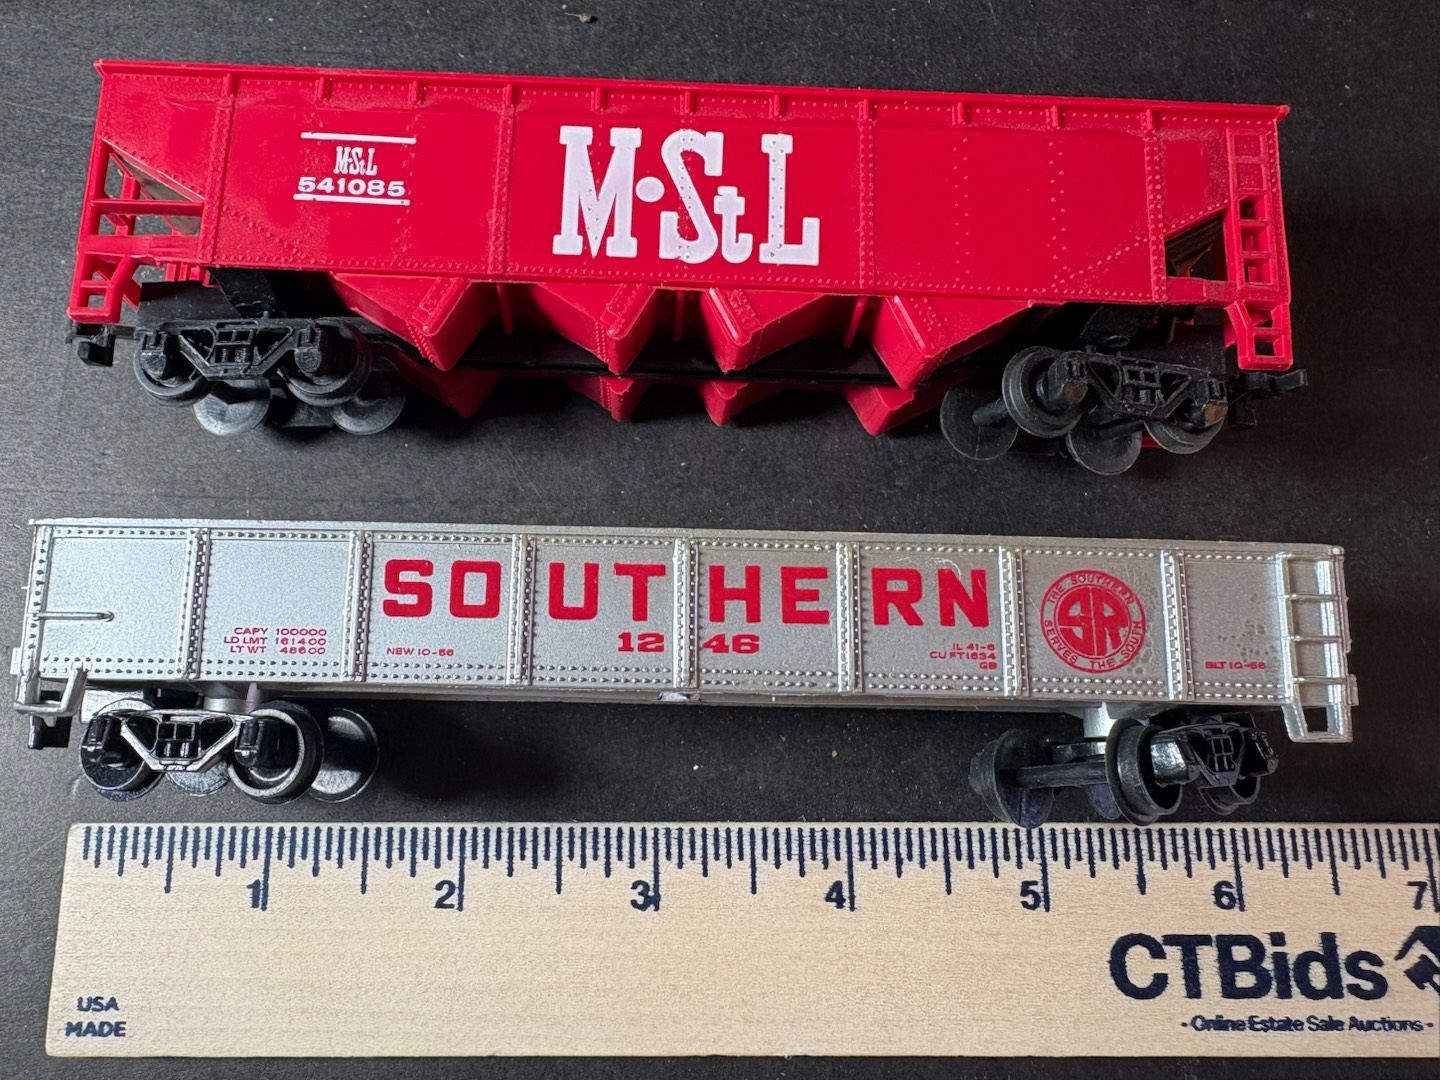 M-StL
541085
M·StL
SOUTHERN
1246
CAPY 100000
LD LMT 161400
LT WT 48600
NEW 10-56
IL 41-6
CU FT 1634
GB
THE SOUTHERN
SR
SERVES THE SOUTH
BLT 10-56
1 2 3 4 5 6 7
CTBids
- Online Estate Sale Auctions -
USA
MADE